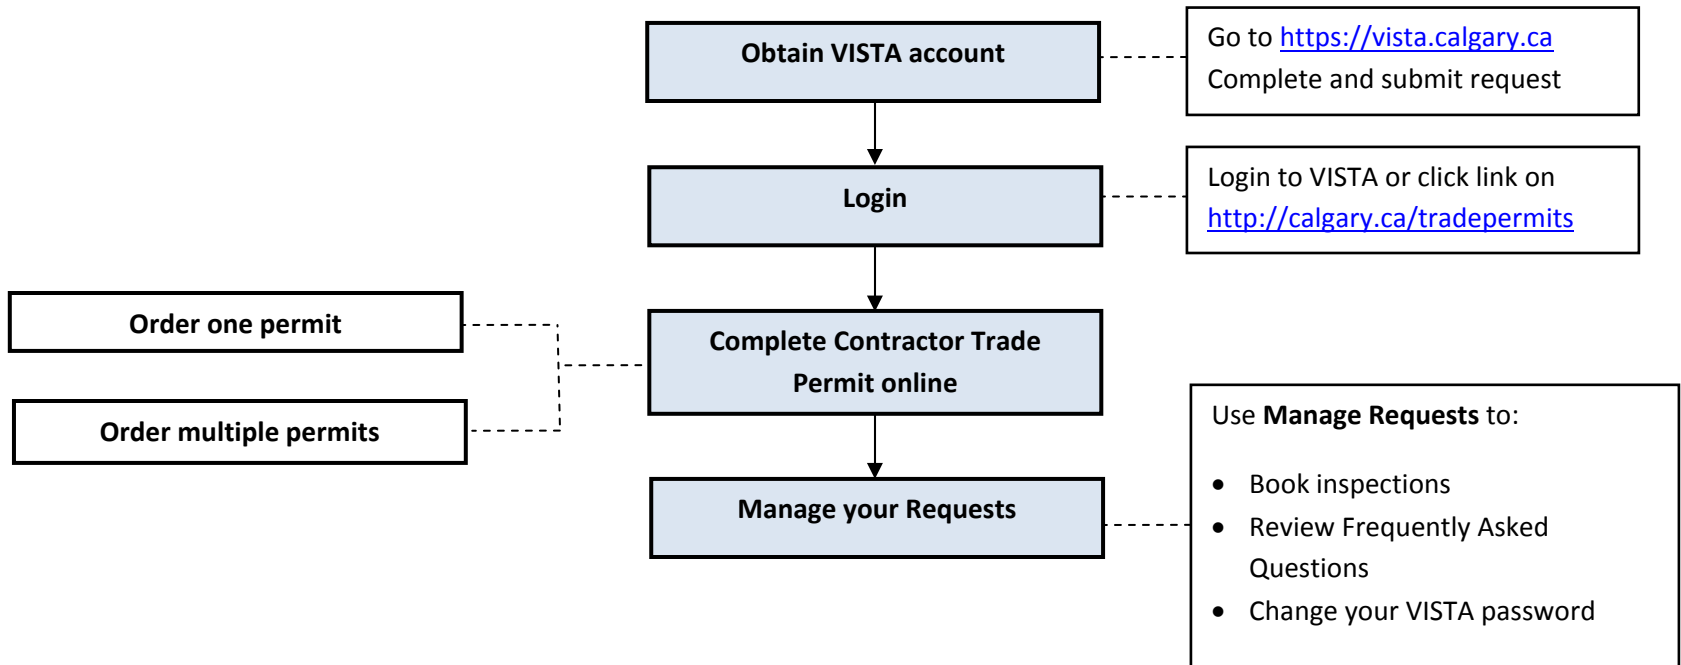 Obtain VISTA account
Go to https://vista.calgary.ca
Complete and submit request
Login
Login to VISTA or click link on
http://calgary.ca/tradepermits
Order one permit
Order multiple permits
Complete Contractor Trade
Permit online
Manage your Requests
Use Manage Requests to:
• Book inspections
• Review Frequently Asked
Questions
• Change your VISTA password